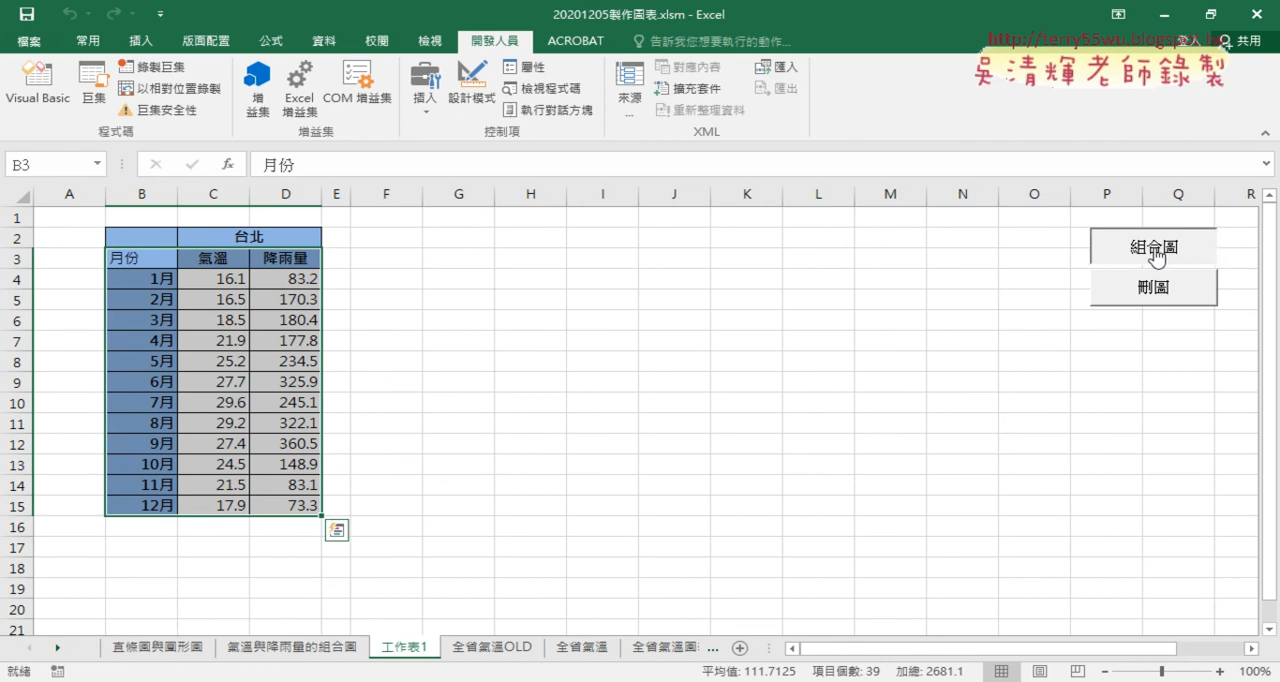 20201205製作圖表.xlsm - Excel
檔案 常用 插入 版面配置 公式 資料 校閱 檢視 開發人員 ACROBAT 告訴我您想要執行的動作... 登入 共用
http://terry55wu.blogspot.tw
吳清輝老師錄製
Visual Basic 巨集 錄製巨集 以相對位置錄製 巨集安全性
程式碼
增益集 Excel 增益集 COM 增益集
增益集
插入 設計模式 屬性 檢視程式碼 執行對話方塊
控制項
來源... 對應內容 擴充套件 重新整理資料 匯入 匯出
XML
B3 fx 月份
A B C D E F G H I J K L M N O P Q R
1
2 台北
3 月份 氣溫 降雨量
4 1月 16.1 83.2
5 2月 16.5 170.3
6 3月 18.5 180.4
7 4月 21.9 177.8
8 5月 25.2 234.5
9 6月 27.7 325.9
10 7月 29.6 245.1
11 8月 29.2 322.1
12 9月 27.4 360.5
13 10月 24.5 148.9
14 11月 21.5 83.1
15 12月 17.9 73.3
16
17
18
19
20
21
組合圖
刪圖
直條圖與圓形圖 氣溫與降雨量的組合圖 工作表1 全省氣溫OLD 全省氣溫 全省氣溫圖 ...
就緒 平均值: 111.7125 項目個數: 39 加總: 2681.1 100%